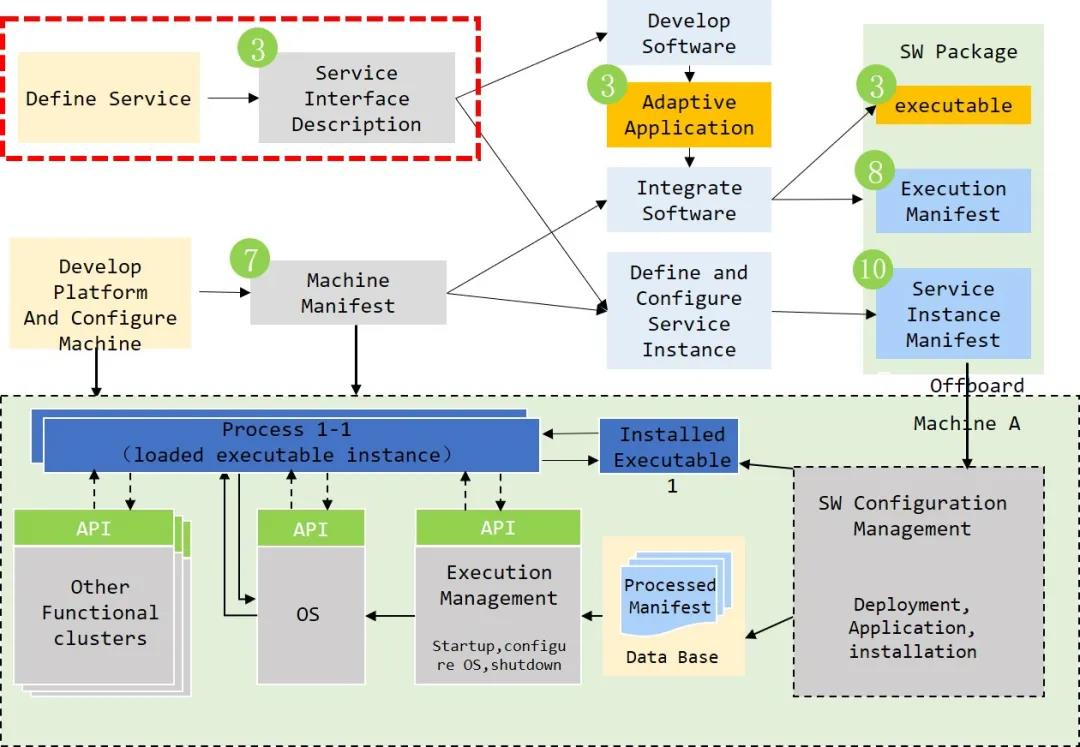 Define Service
3
Service
Interface
Description
Develop
Software
3
Adaptive
Application
Integrate
Software
Define and
Configure
Service
Instance
SW Package
3
executable
8
Execution
Manifest
10
Service
Instance
Manifest
Develop
Platform
And Configure
Machine
7
Machine
Manifest
Offboard
Machine A
Process 1-1
（loaded executable instance）
Installed
Executable
1
API
Other
Functional
clusters
API
OS
API
Execution
Management
Startup,configu
re OS,shutdown
Processed
Manifest
Data Base
SW Configuration
Management
Deployment,
Application,
installation